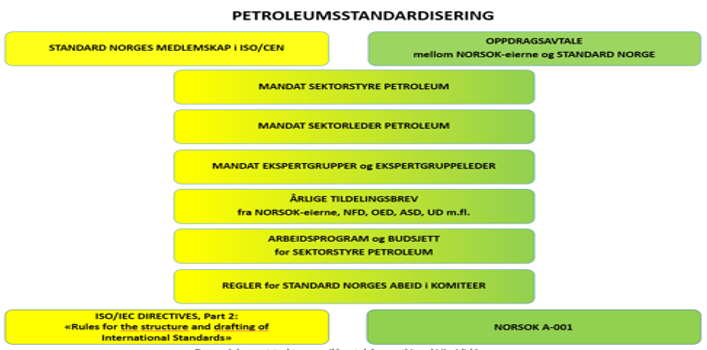 PETROLEUMSSTANDARDISERING
STANDARD NORGES MEDLEMSKAP i ISO/CEN
OPPDRAGSAVTALE
mellom NORSOK-eierne og STANDARD NORGE
MANDAT SEKTORSTYRE PETROLEUM
MANDAT SEKTORLEDER PETROLEUM
MANDAT EKSPERTGRUPPER og EKSPERTGRUPPELEDER
ÅRLIGE TILDELINGSBREV
fra NORSOK-eierne, NFD, OED, ASD, UD m.fl.
ARBEIDSPROGRAM og BUDSJETT
for SEKTORSTYRE PETROLEUM
REGLER for STANDARD NORGES ABEID i KOMITEER
ISO/IEC DIRECTIVES, Part 2:
«Rules for the structure and drafting of
International Standards»
NORSOK A-001